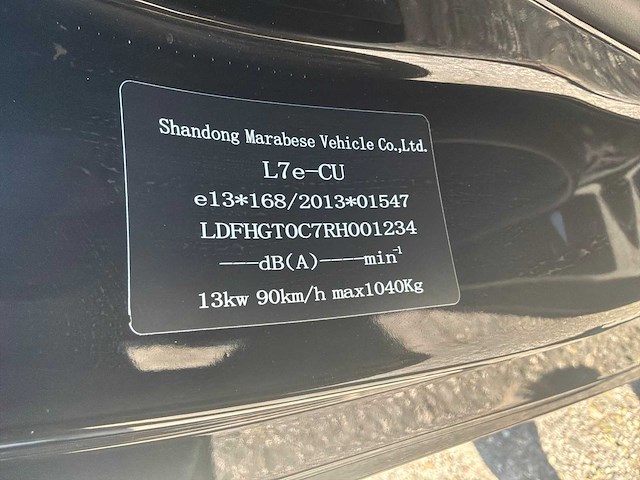 Shandong Marabese Vehicle Co.,Ltd.
L7e-CU
e13*168/2013*01547
LDFHGT0C7RH001234
——dB(A)——min⁻¹
13kw 90km/h max1040Kg